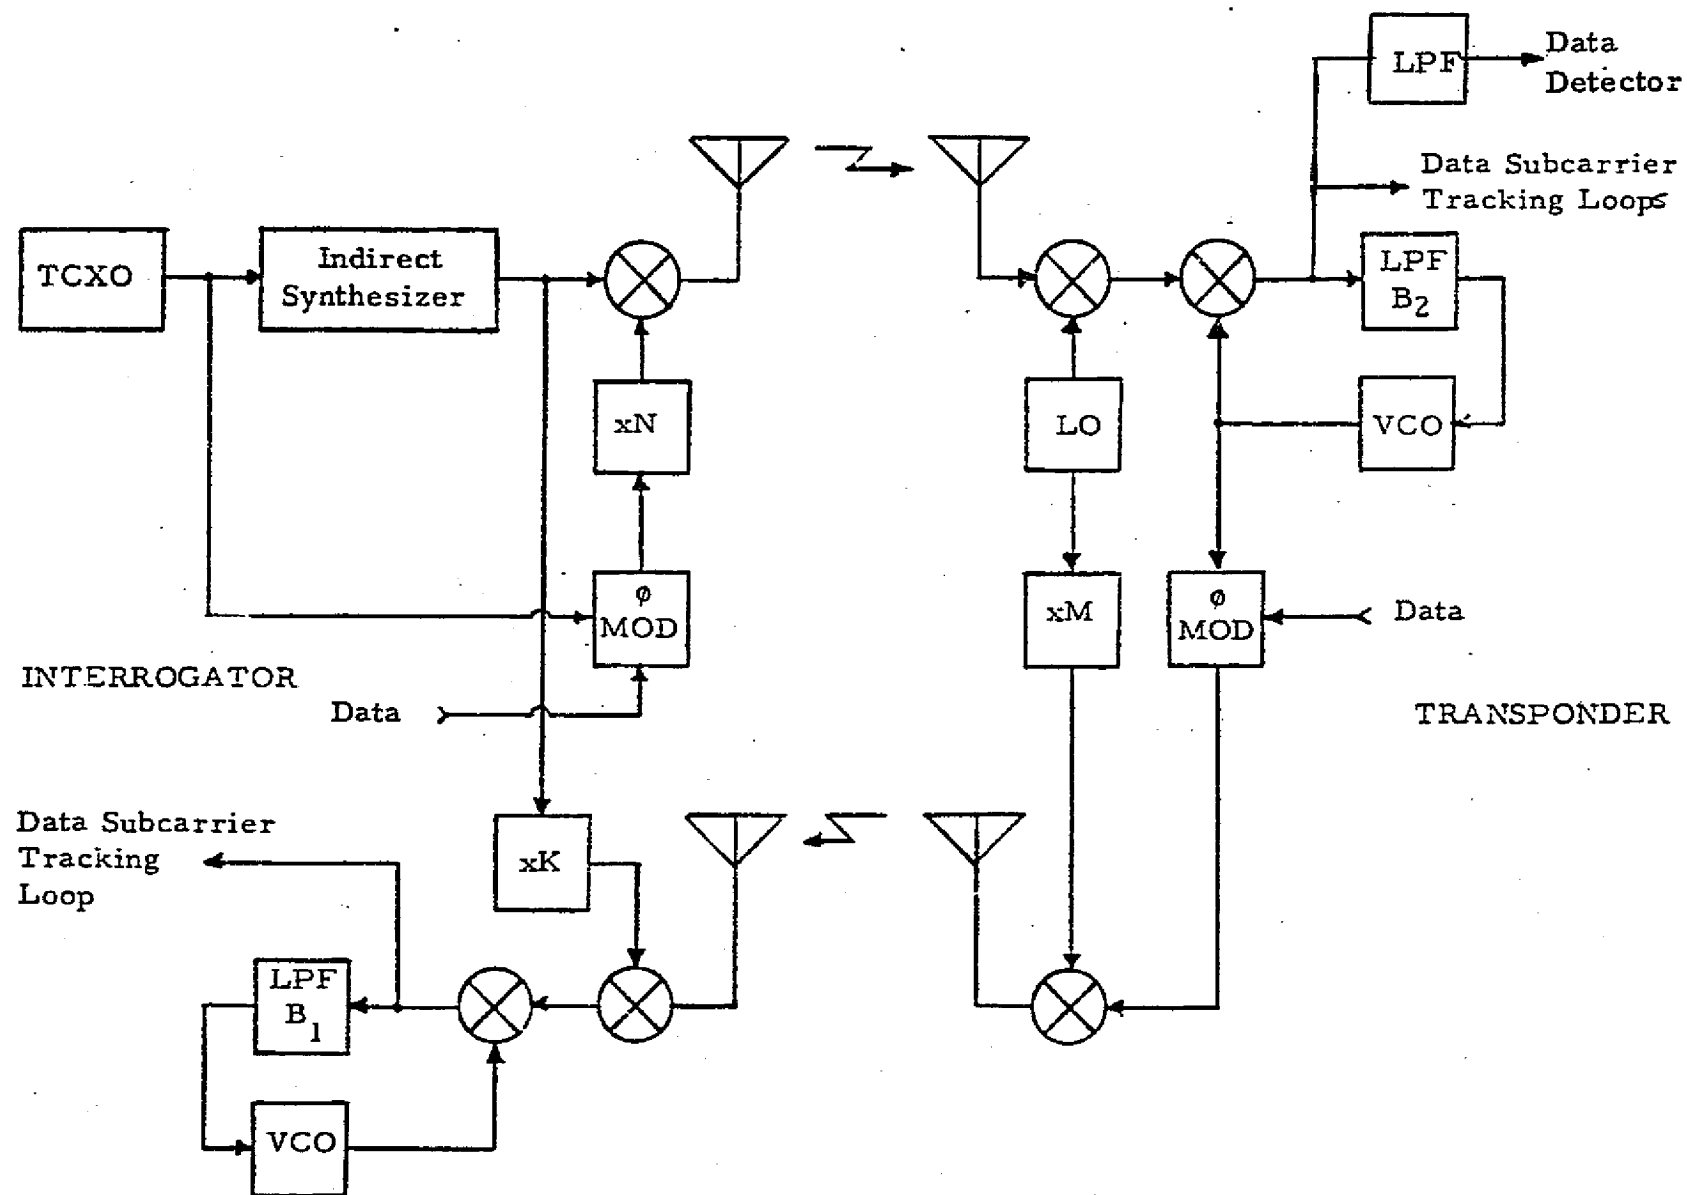 LPF
Data
Detector
Data Subcarrier
Tracking Loops
TCXO
Indirect
Synthesizer
LPF
B2
xN
LO
VCO
φ
MOD
xM
φ
MOD
Data
INTERROGATOR
Data
TRANSPONDER
Data Subcarrier
Tracking
Loop
xK
LPF
B1
VCO